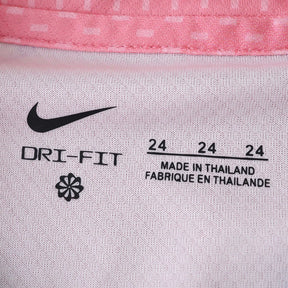 DRI-FIT
24 24 24
MADE IN THAILAND
FABRIQUE EN THAILANDE